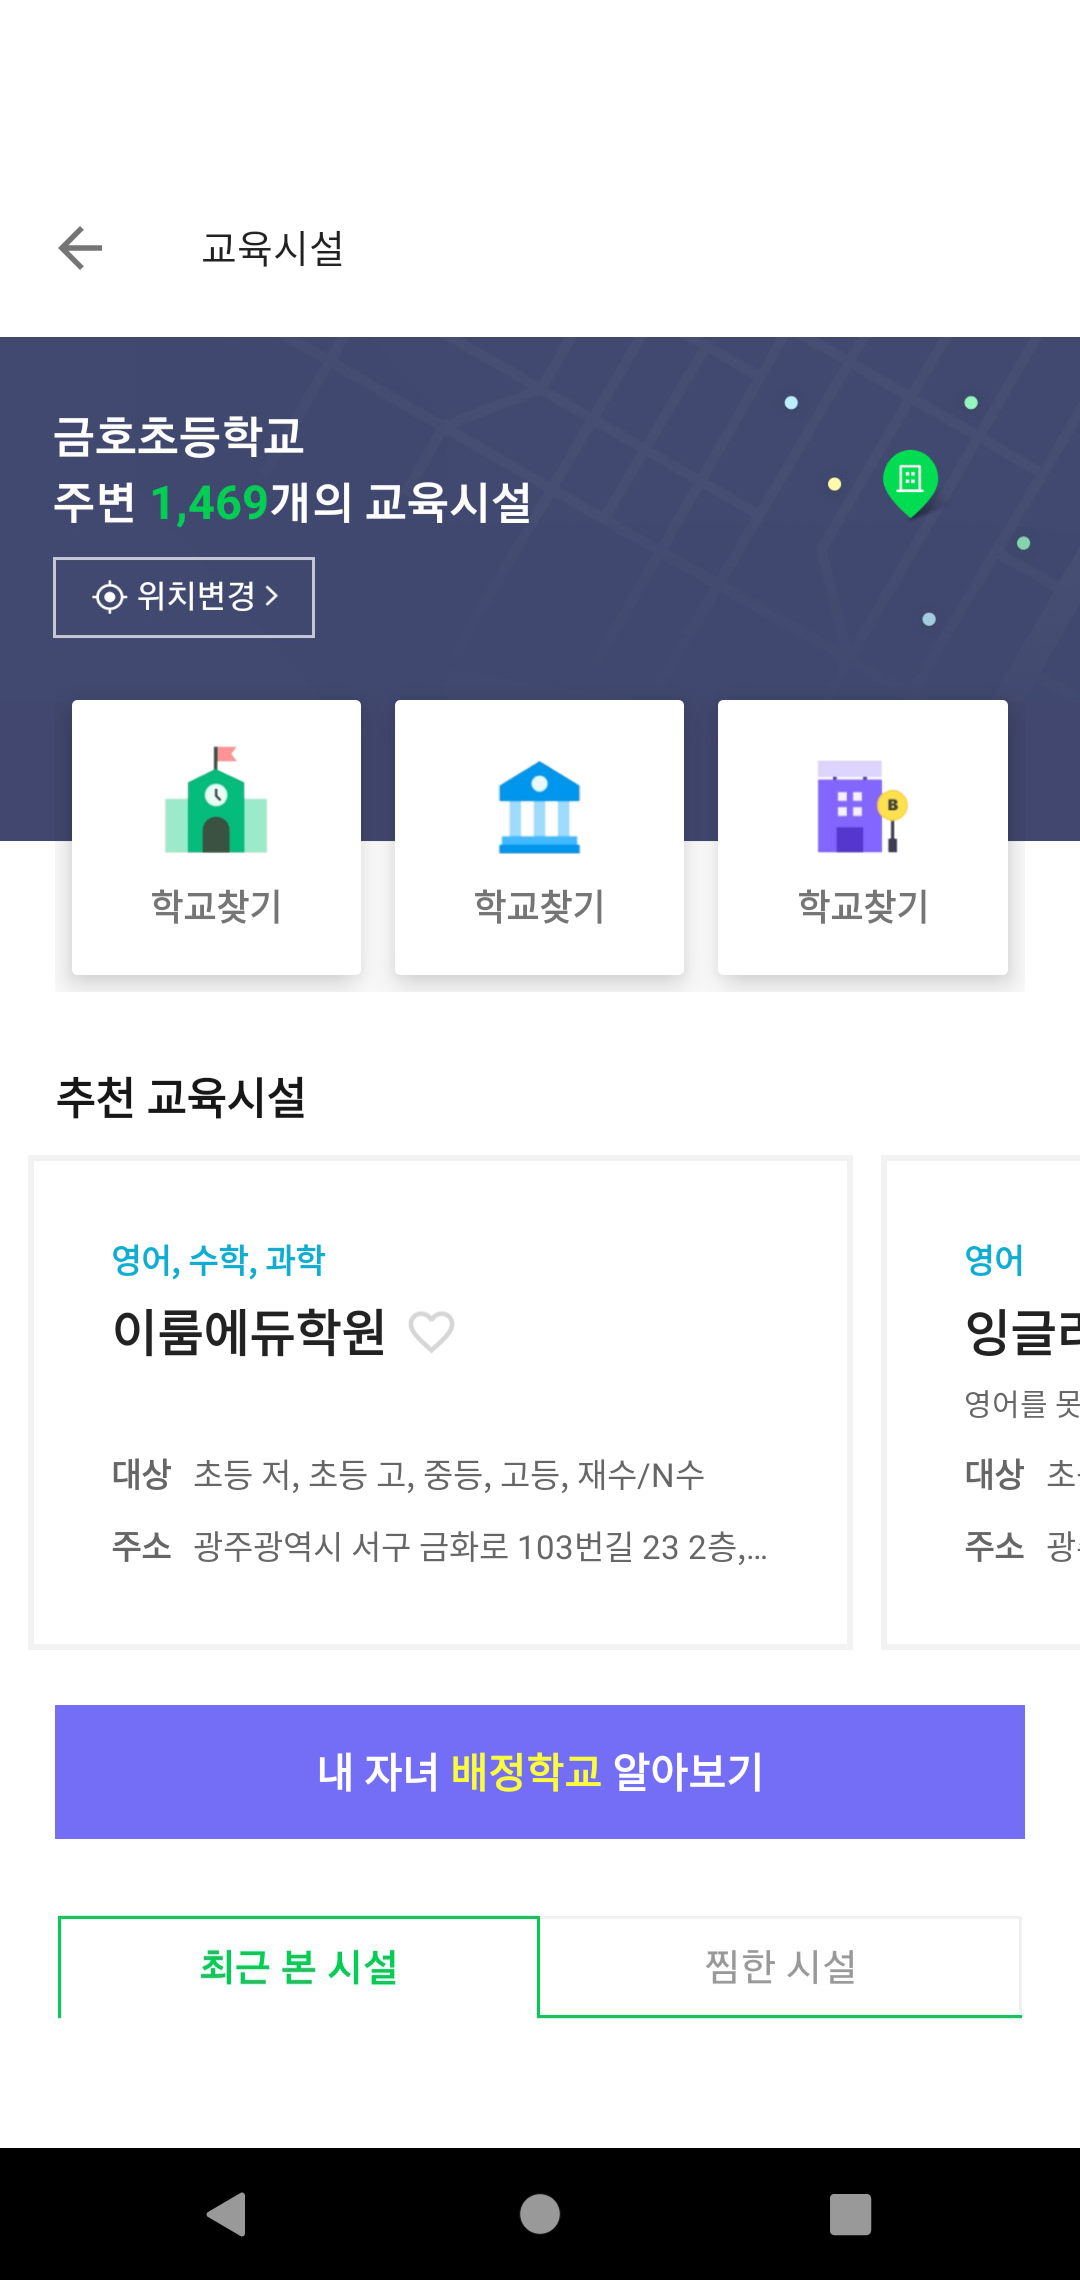 교육시설
금호초등학교
주변 1,469개의 교육시설
위치변경
B
학교찾기
학교찾기
학교찾기
추천 교육시설
영어, 수학, 과학
이룸에듀학원
대상 초등 저, 초등 고, 중등, 고등, 재수/N수
주소 광주광역시 서구 금화로 103번길 23 2층,...
영어
잉글
영어를 못
대상 초
주소 광
내 자녀 배정학교 알아보기
최근 본 시설
찜한 시설